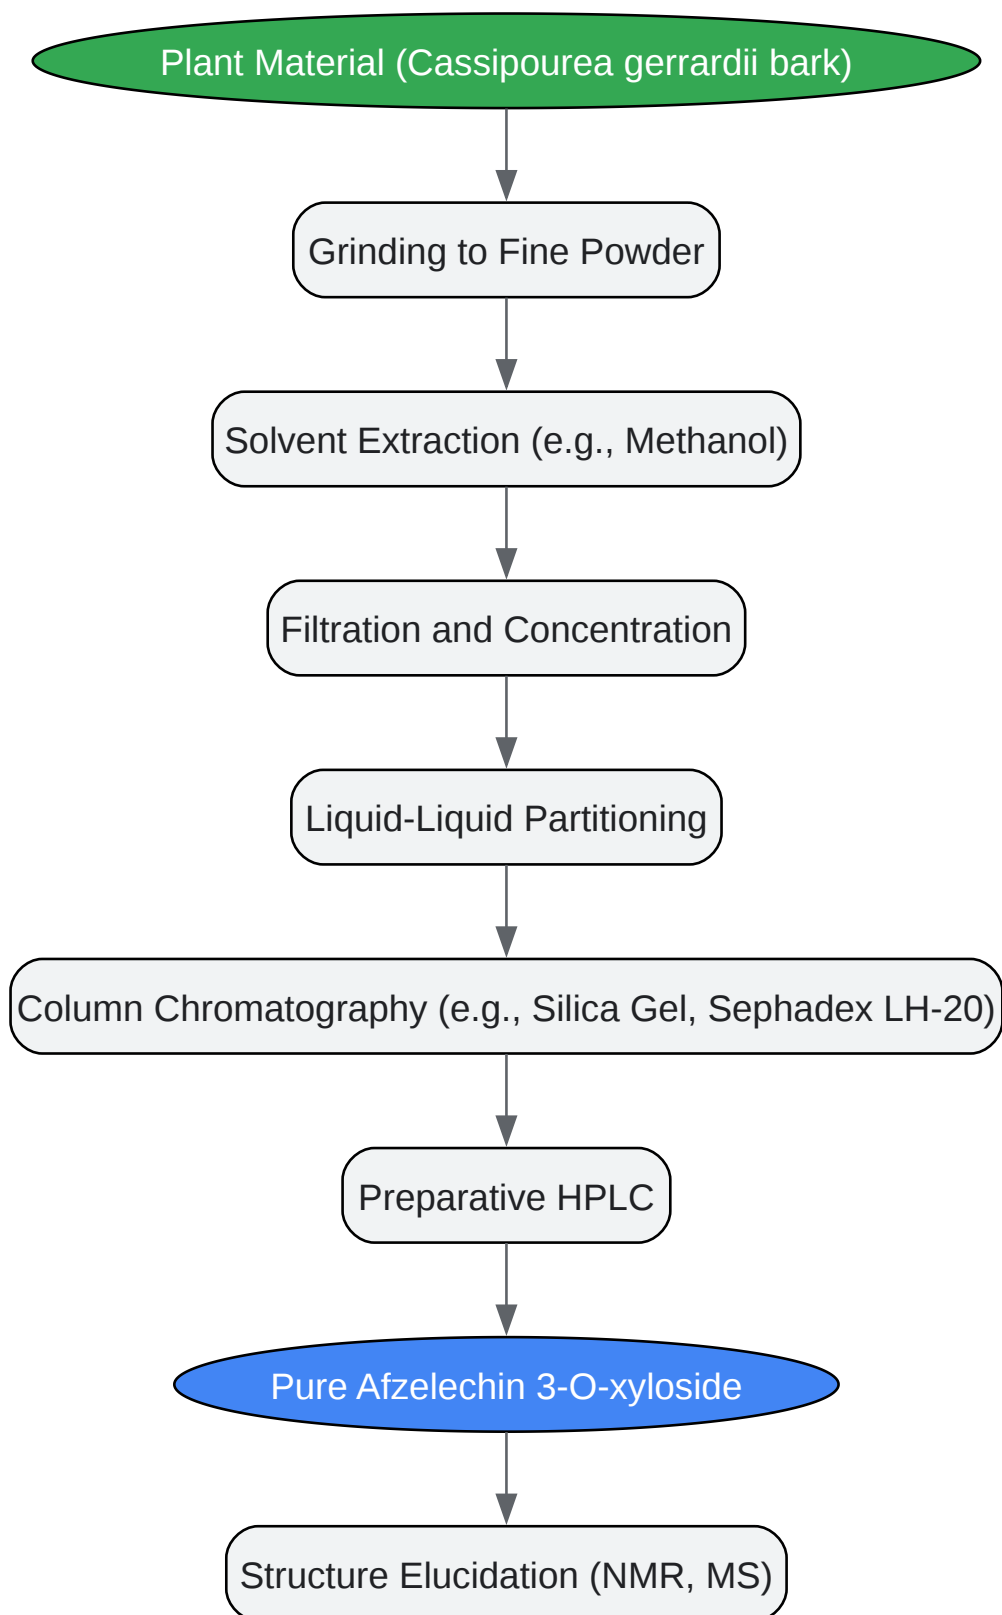 Plant Material (Cassipourea gerrardii bark)
Grinding to Fine Powder
Solvent Extraction (e.g., Methanol)
Filtration and Concentration
Liquid-Liquid Partitioning
Column Chromatography (e.g., Silica Gel, Sephadex LH-20)
Preparative HPLC
Pure Afzelechin 3-O-xyloside
Structure Elucidation (NMR, MS)